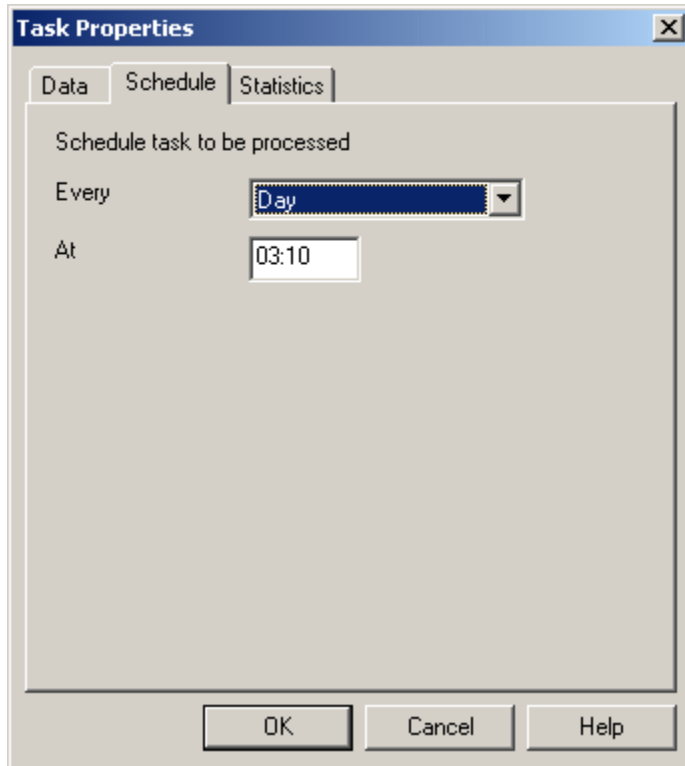 Task Properties
Data Schedule Statistics
Schedule task to be processed
Every Day
At 03:10
OK Cancel Help